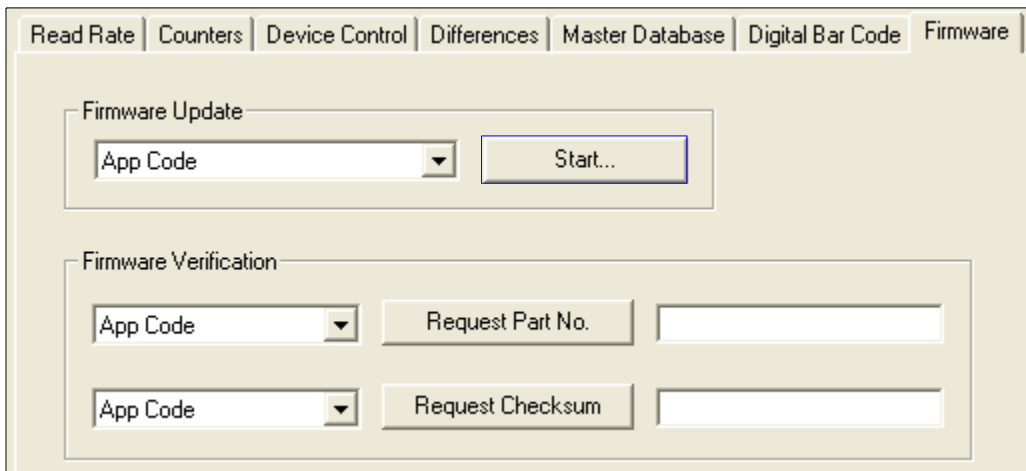 Read Rate Counters Device Control Differences Master Database Digital Bar Code Firmware
Firmware Update
App Code Start...
Firmware Verification
App Code Request Part No.
App Code Request Checksum